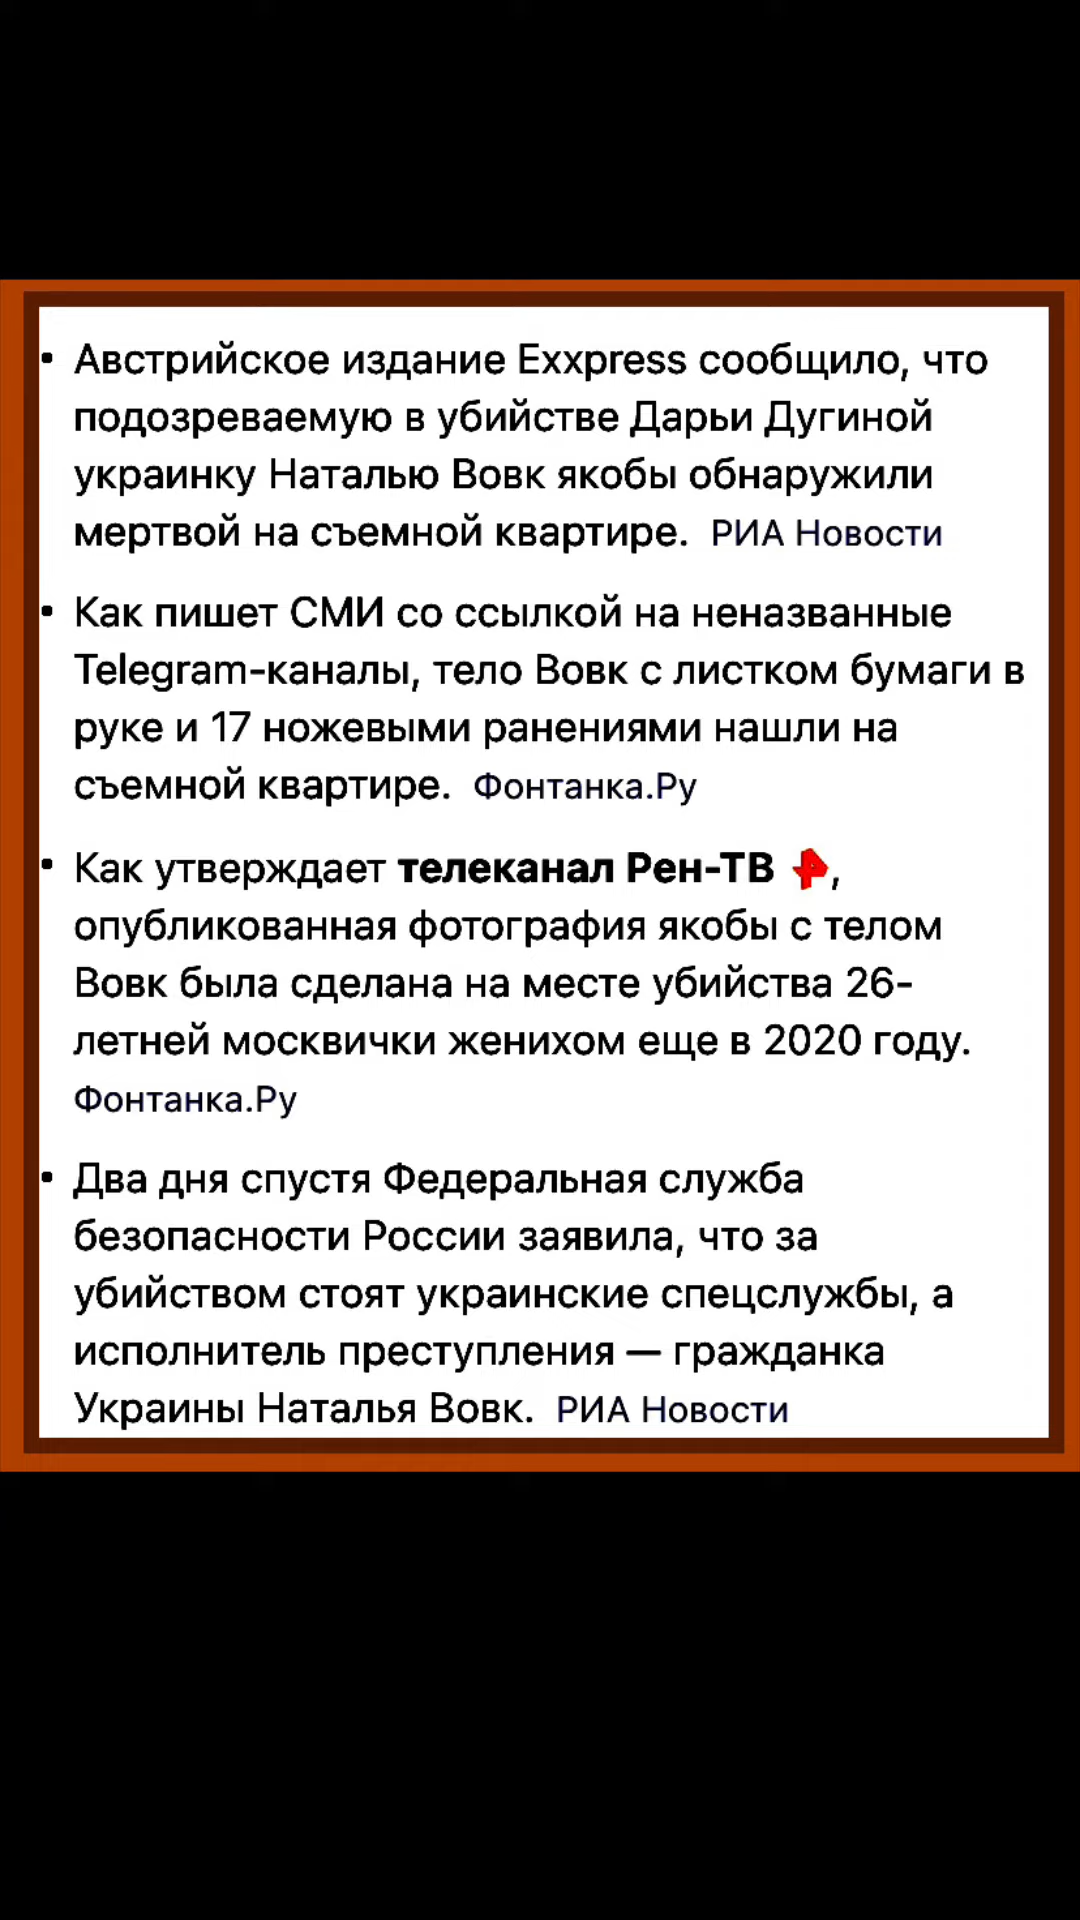 • Австрийское издание Exxpress сообщило, что
подозреваемую в убийстве Дарьи Дугиной
украинку Наталью Вовк якобы обнаружили
мертвой на съемной квартире. РИА Новости
• Как пишет СМИ со ссылкой на неназванные
Telegram-каналы, тело Вовк с листком бумаги в
руке и 17 ножевыми ранениями нашли на
съемной квартире. Фонтанка.Ру
• Как утверждает телеканал Рен-ТВ ,
опубликованная фотография якобы с телом
Вовк была сделана на месте убийства 26-
летней москвички женихом еще в 2020 году.
Фонтанка.Ру
• Два дня спустя Федеральная служба
безопасности России заявила, что за
убийством стоят украинские спецслужбы, а
исполнитель преступления — гражданка
Украины Наталья Вовк. РИА Новости